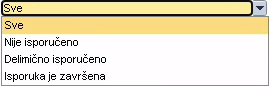 Sve
Sve
Nije isporučeno
Delimično isporučeno
Isporuka je završena